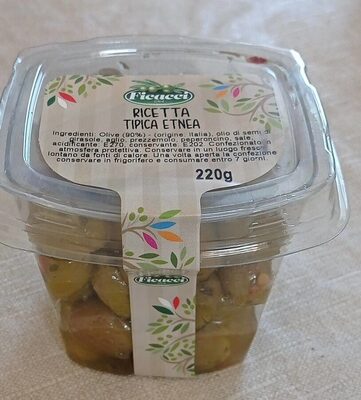 Ficacci
RICETTA
TIPICA ETNEA
Ingredienti: Olive (90%) - (origine: Italia), olio di semi di
girasole, aglio, prezzemolo, peperoncino, sale,
acidificante: E270, conservante: E202. Confezionato in
atmosfera protettiva. Conservare in un luogo fresco
lontano da fonti di calore. Una volta aperta la confezione
conservare in frigorifero e consumare entro 7 giorni.
220g
Ficacci